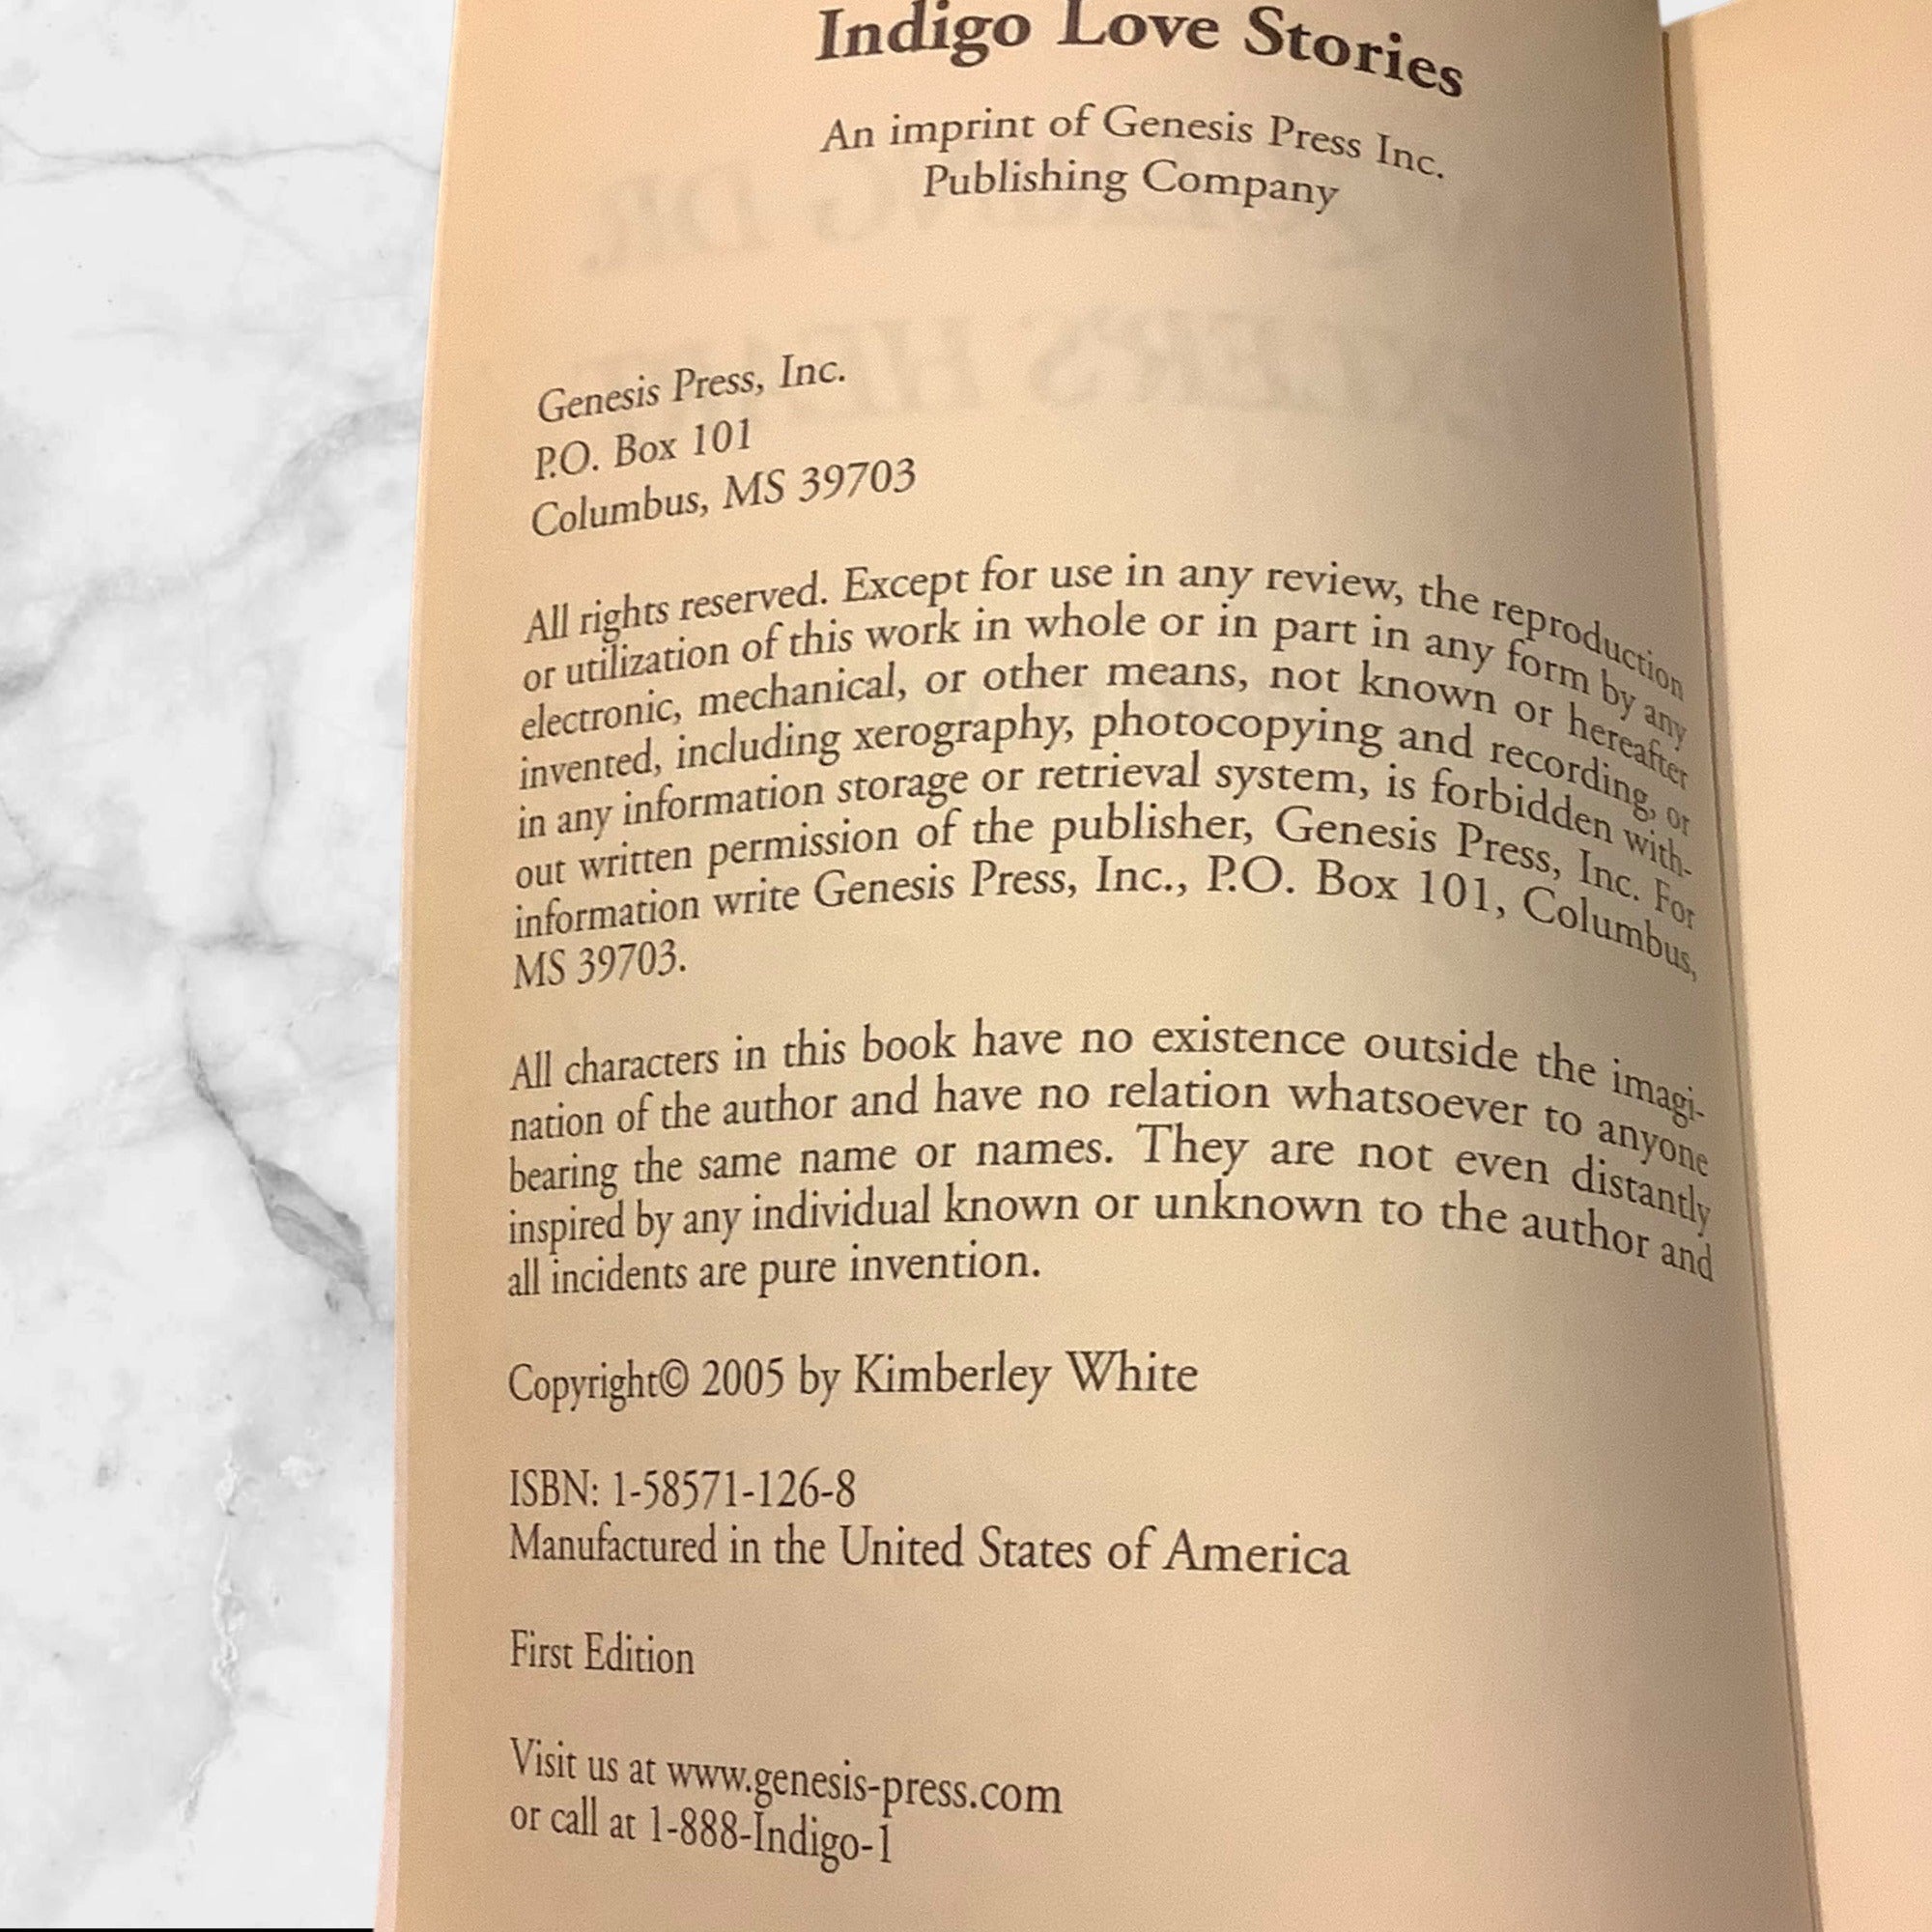 Indigo Love Stories
An imprint of Genesis Press Inc.
Publishing Company
Genesis Press, Inc.
P.O. Box 101
Columbus, MS 39703
All rights reserved. Except for use in any review, the reproduction
or utilization of this work in whole or in part in any form by any
electronic, mechanical, or other means, not known or hereafter
invented, including xerography, photocopying and recording, or
in any information storage or retrieval system, is forbidden with-
out written permission of the publisher, Genesis Press, Inc. For
information write Genesis Press, Inc., P.O. Box 101, Columbus,
MS 39703.
All characters in this book have no existence outside the imagi-
nation of the author and have no relation whatsoever to anyone
bearing the same name or names. They are not even distantly
inspired by any individual known or unknown to the author and
all incidents are pure invention.
Copyright© 2005 by Kimberley White
ISBN: 1-58571-126-8
Manufactured in the United States of America
First Edition
Visit us at www.genesis-press.com
or call at 1-888-Indigo-1